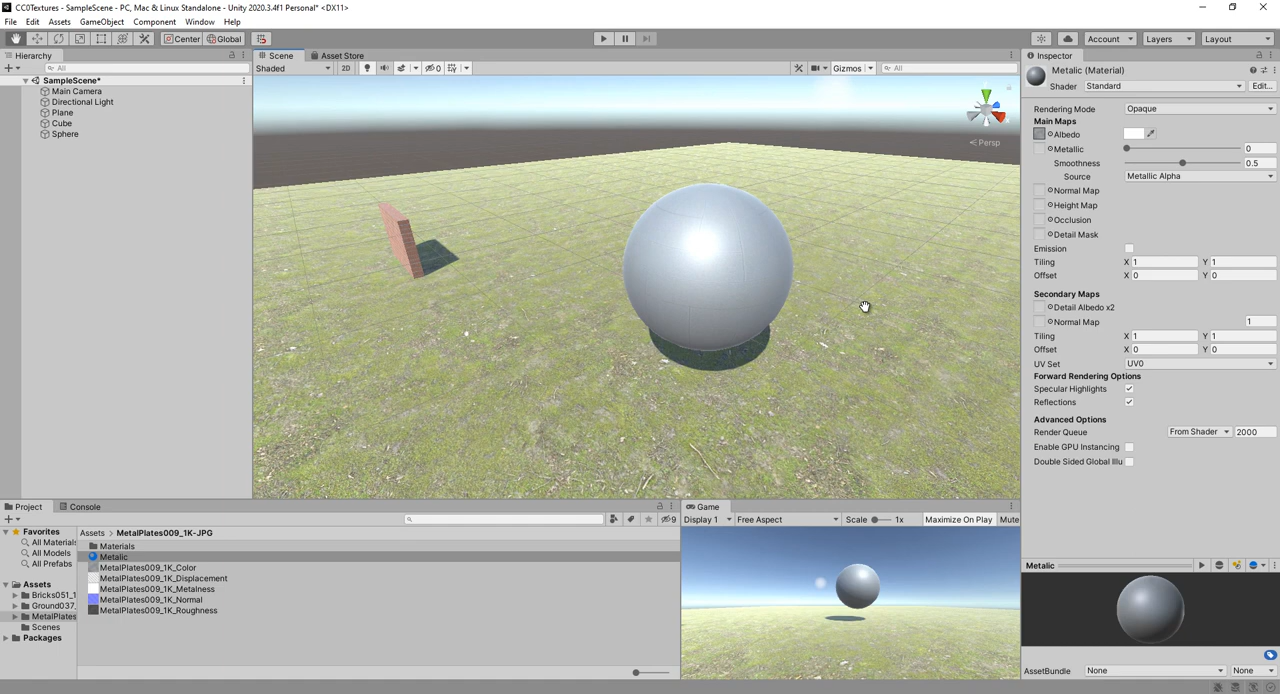 CC0Textures - SampleScene - PC, Mac & Linux Standalone - Unity 2020.3.4f1 Personal* <DX11>
File Edit Assets GameObject Component Window Help
Center Global
Account Layers Layout
Hierarchy
All
SampleScene*
Main Camera
Directional Light
Plane
Cube
Sphere
Scene Asset Store
Shaded 2D 0 Gizmos All
Persp
Inspector
Metalic (Material)
Shader Standard Edit...
Rendering Mode Opaque
Main Maps
Albedo
Metallic 0
Smoothness 0.5
Source Metallic Alpha
Normal Map
Height Map
Occlusion
Detail Mask
Emission
Tiling X 1 Y 1
Offset X 0 Y 0
Secondary Maps
Detail Albedo x2
Normal Map 1
Tiling X 1 Y 1
Offset X 0 Y 0
UV Set UV0
Forward Rendering Options
Specular Highlights
Reflections
Advanced Options
Render Queue From Shader 2000
Enable GPU Instancing
Double Sided Global Illu
Project Console
9
Favorites
All Materials
All Models
All Prefabs
Assets
Bricks051_1
Ground037_
MetalPlates
Scenes
Packages
Assets > MetalPlates009_1K-JPG
Materials
Metalic
MetalPlates009_1K_Color
MetalPlates009_1K_Displacement
MetalPlates009_1K_Metalness
MetalPlates009_1K_Normal
MetalPlates009_1K_Roughness
Game
Display 1 Free Aspect Scale 1x Maximize On Play Mute
Metalic
AssetBundle None None